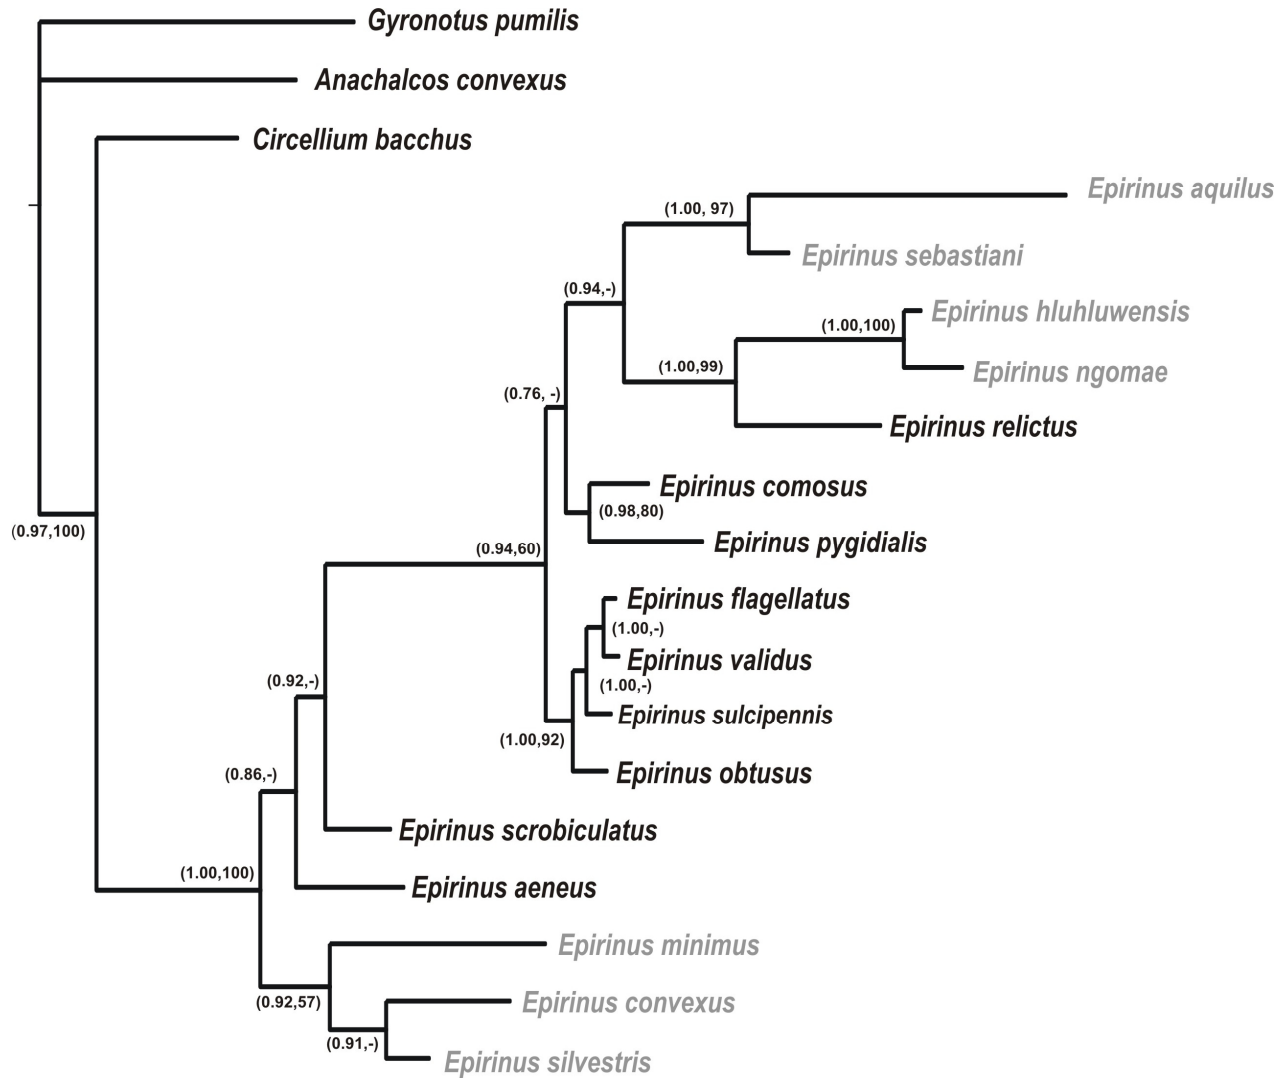 Gyronotus pumilis
Anachalcos convexus
Circellium bacchus
Epirinus aquilus
(1.00, 97)
Epirinus sebastiani
(0.94,-)
Epirinus hluhluwensis
(1.00,100)
Epirinus ngomae
(1.00,99)
(0.76, -)
Epirinus relictus
Epirinus comosus
(0.98,80)
(0.97,100)
Epirinus pygidialis
(0.94,60)
Epirinus flagellatus
(1.00,-)
Epirinus validus
(0.92,-)
(1.00,-)
Epirinus sulcipennis
(1.00,92)
Epirinus obtusus
(0.86,-)
Epirinus scrobiculatus
(1.00,100)
Epirinus aeneus
Epirinus minimus
(0.92,57)
Epirinus convexus
(0.91,-)
Epirinus silvestris